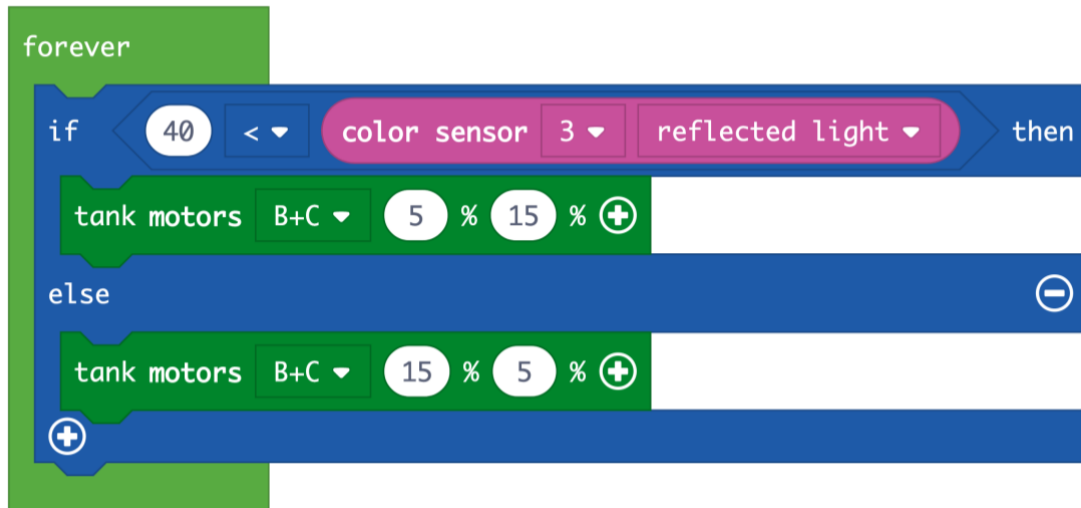 forever
if 40 < color sensor 3 reflected light then
tank motors B+C 5 % 15 %
else
tank motors B+C 15 % 5 %